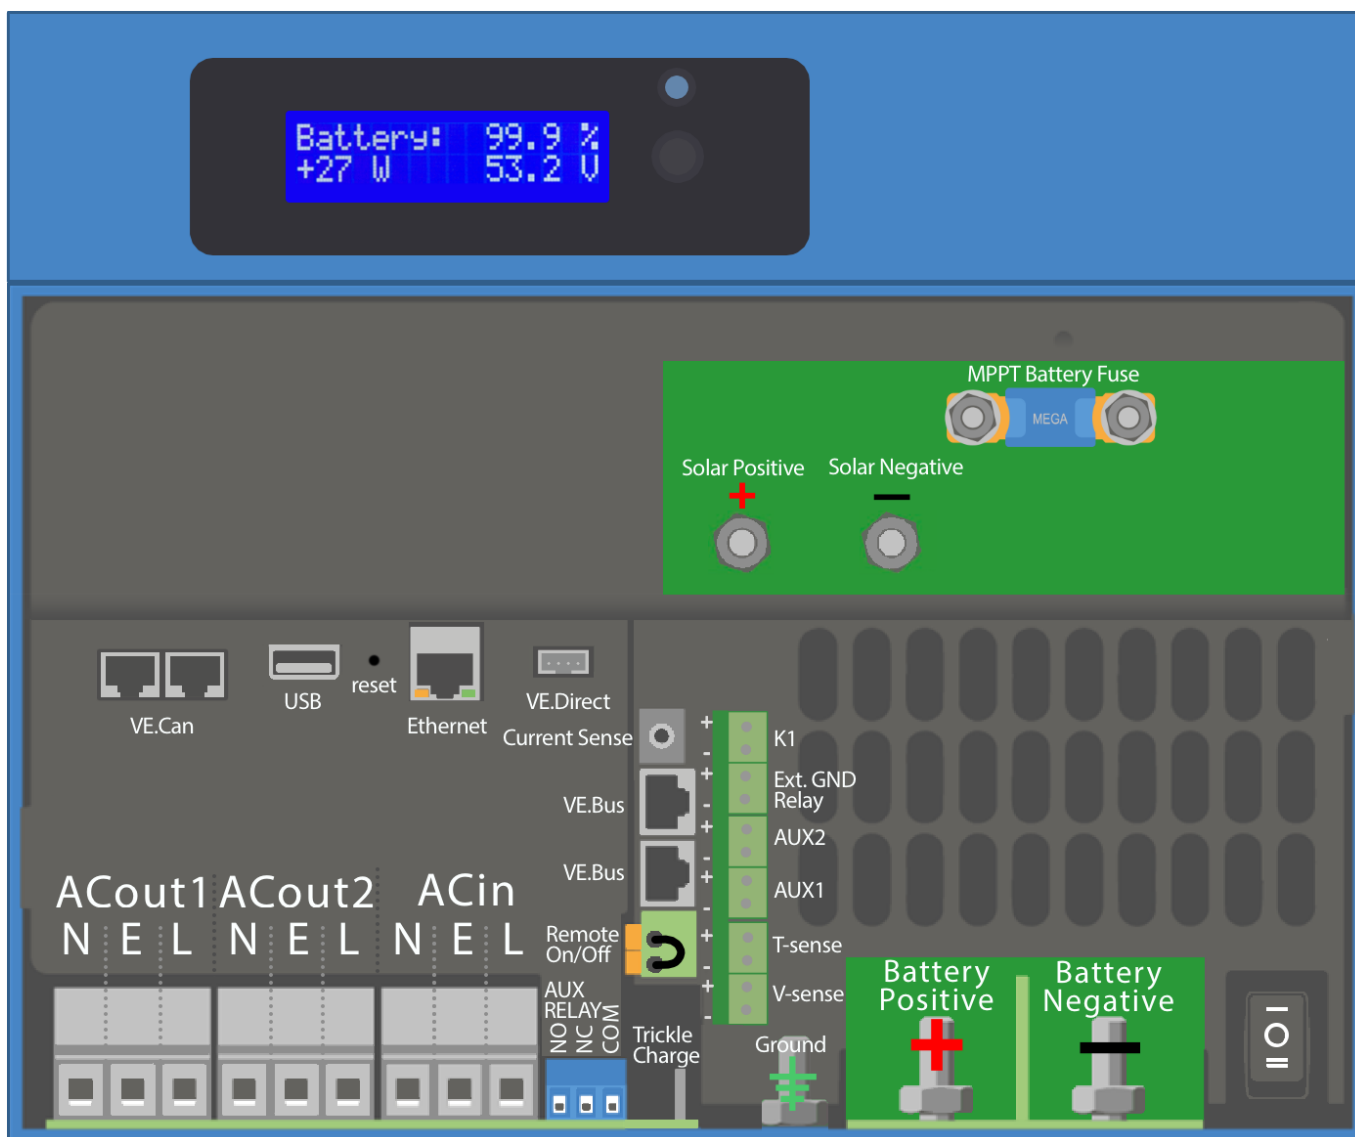 Battery: 99.9 %
+27 W 53.2 V
MPPT Battery Fuse
MEGA
Solar Positive Solar Negative
+ −
VE.Can
USB
reset
Ethernet
VE.Direct
Current Sense
VE.Bus
VE.Bus
Remote
On/Off
+ - K1
+ - Ext. GND
Relay
+ - AUX2
+ - AUX1
+ - T-sense
+ - V-sense
ACout1 ACout2 ACin
N E L N E L N E L
AUX
RELAY
NO
NC
COM
Trickle
Charge
Ground
Battery
Positive
+
Battery
Negative
−
I
O
II